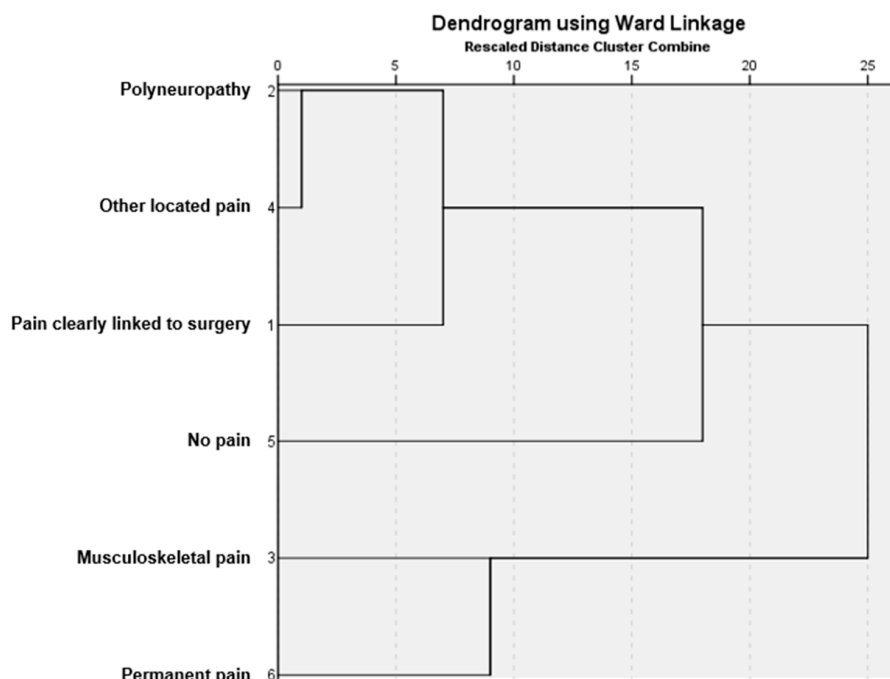 Dendrogram using Ward Linkage
Rescaled Distance Cluster Combine
0 5 10 15 20 25
Polyneuropathy 2
Other located pain 4
Pain clearly linked to surgery 1
No pain 5
Musculoskeletal pain 3
Permanent pain 6